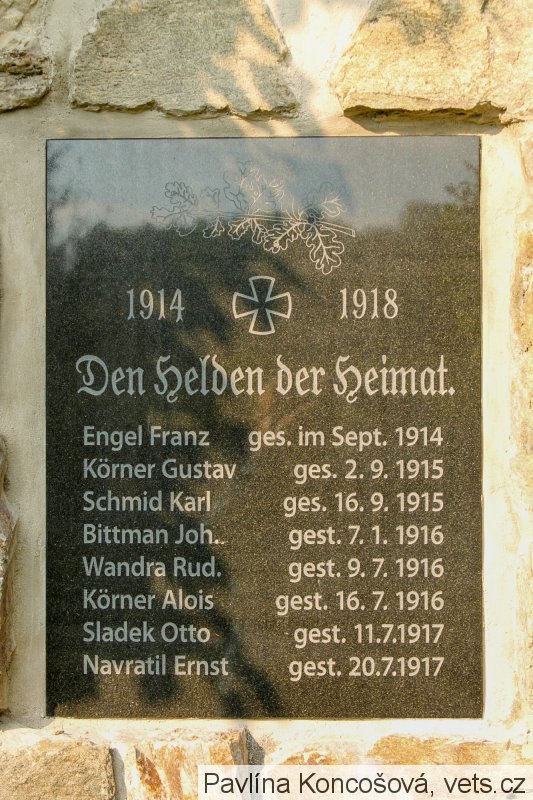 1914 1918
Den Helden der Heimat.
Engel Franz ges. im Sept. 1914
Körner Gustav ges. 2. 9. 1915
Schmid Karl ges. 16. 9. 1915
Bittman Joh.. gest. 7. 1. 1916
Wandra Rud. gest. 9. 7. 1916
Körner Alois gest. 16. 7. 1916
Sladek Otto gest. 11.7.1917
Navratil Ernst gest. 20.7.1917
Pavlína Koncošová, vets.cz